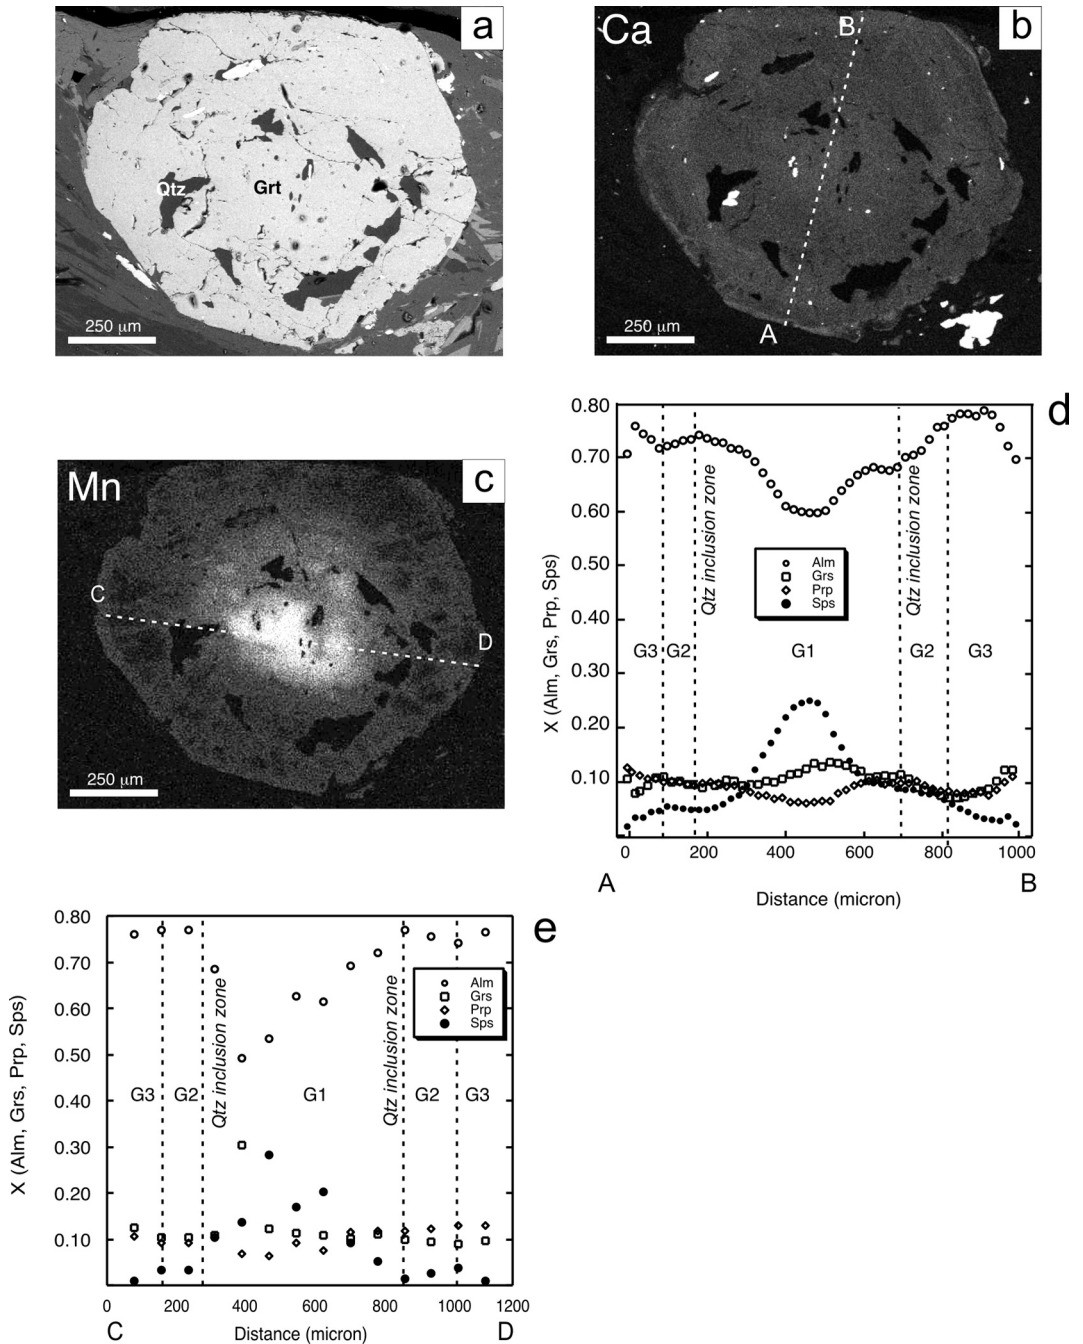 a
Qtz
Grt
250 μm
Ca
B
b
A
250 μm
Mn
c
C
D
250 μm
d
X (Alm, Grs, Prp, Sps)
0.80
0.70
0.60
0.50
0.40
0.30
0.20
0.10
0
200
400
600
800
1000
A
B
Distance (micron)
Qtz inclusion zone
Qtz inclusion zone
Alm
Grs
Prp
Sps
G3
G2
G1
G2
G3
e
X (Alm, Grs, Prp, Sps)
0.80
0.70
0.60
0.50
0.40
0.30
0.20
0.10
0
200
400
600
800
1000
1200
C
D
Distance (micron)
Qtz inclusion zone
Qtz inclusion zone
Alm
Grs
Prp
Sps
G3
G2
G1
G2
G3